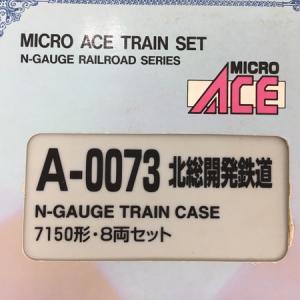 MICRO ACE TRAIN SET
N-GAUGE RAILROAD SERIES
MICRO
ACE
A-0073 北総開発鉄道
N-GAUGE TRAIN CASE
7150形・8両セット